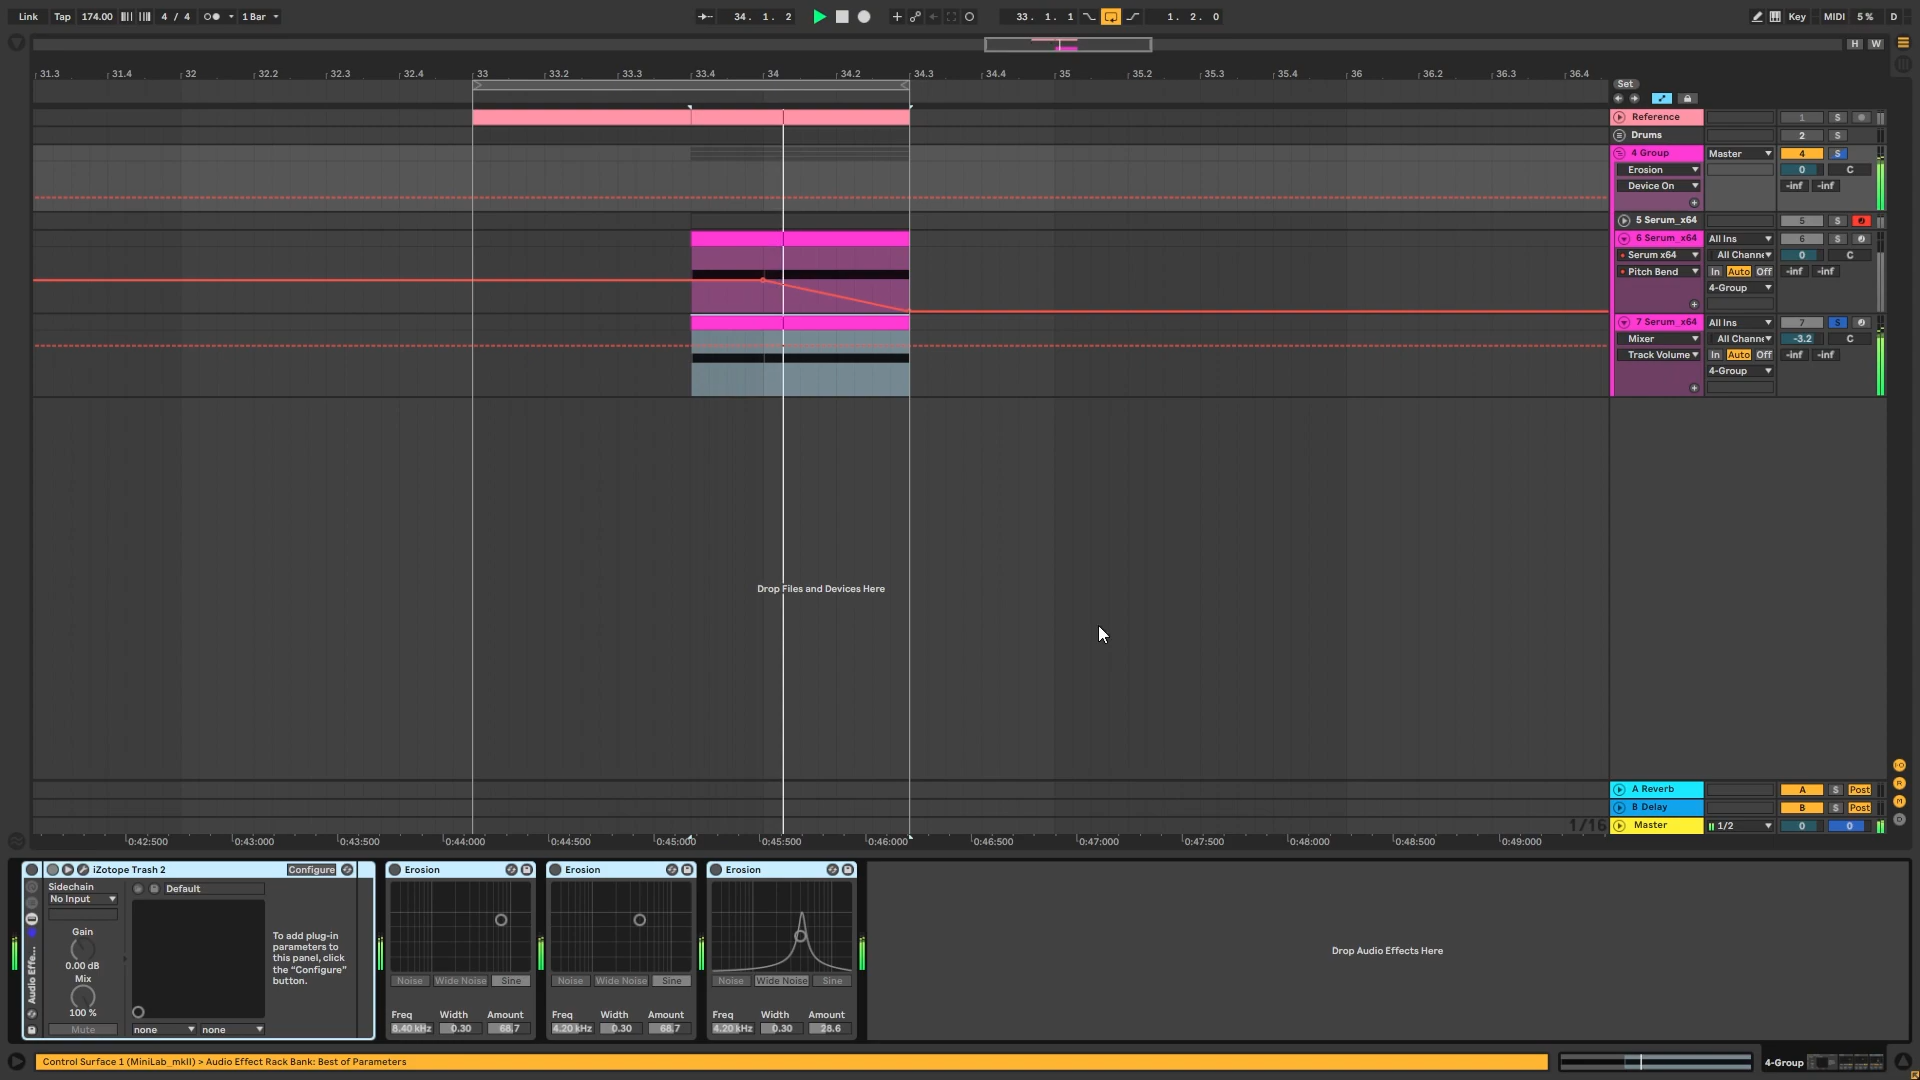 Link Tap 174.00 4 / 4 1 Bar 34. 1. 2 33. 1. 1 1. 2. 0 Key MIDI 5 % D
H W
31.3 31.4 32 32.2 32.3 32.4 33 33.2 33.3 33.4 34 34.2 34.3 34.4 35 35.2 35.3 35.4 36 36.2 36.3 36.4
Set
Reference 1 S
Drums 2 S
4 Group Master 4 S
Erosion 0 C
Device On -inf -inf
5 Serum_x64 5 S
6 Serum_x64 All Ins 6 S
Serum x64 All Channe 0 C
Pitch Bend In Auto Off -inf -inf
4-Group
7 Serum_x64 All Ins 7 S
Mixer All Channe -3.2 C
Track Volume In Auto Off -inf -inf
4-Group
Drop Files and Devices Here
A Reverb A S Post
B Delay B S Post
1/16 Master 1/2 0 0
0:42:500 0:43:000 0:43:500 0:44:000 0:44:500 0:45:000 0:45:500 0:46:000 0:46:500 0:47:000 0:47:500 0:48:000 0:48:500 0:49:000
iZotope Trash 2 Configure Erosion Erosion Erosion
Sidechain
No Input Default
Gain
0.00 dB
Mix
100 %
Mute none none
To add plug-in
parameters to
this panel, click
the "Configure"
button.
Audio Effe...
Noise Wide Noise Sine Noise Wide Noise Sine Noise Wide Noise Sine
Freq Width Amount Freq Width Amount Freq Width Amount
8.40 kHz 0.30 68.7 4.20 kHz 0.30 68.7 4.20 kHz 0.30 28.6
Drop Audio Effects Here
Control Surface 1 (MiniLab_mkII) > Audio Effect Rack Bank: Best of Parameters
4-Group